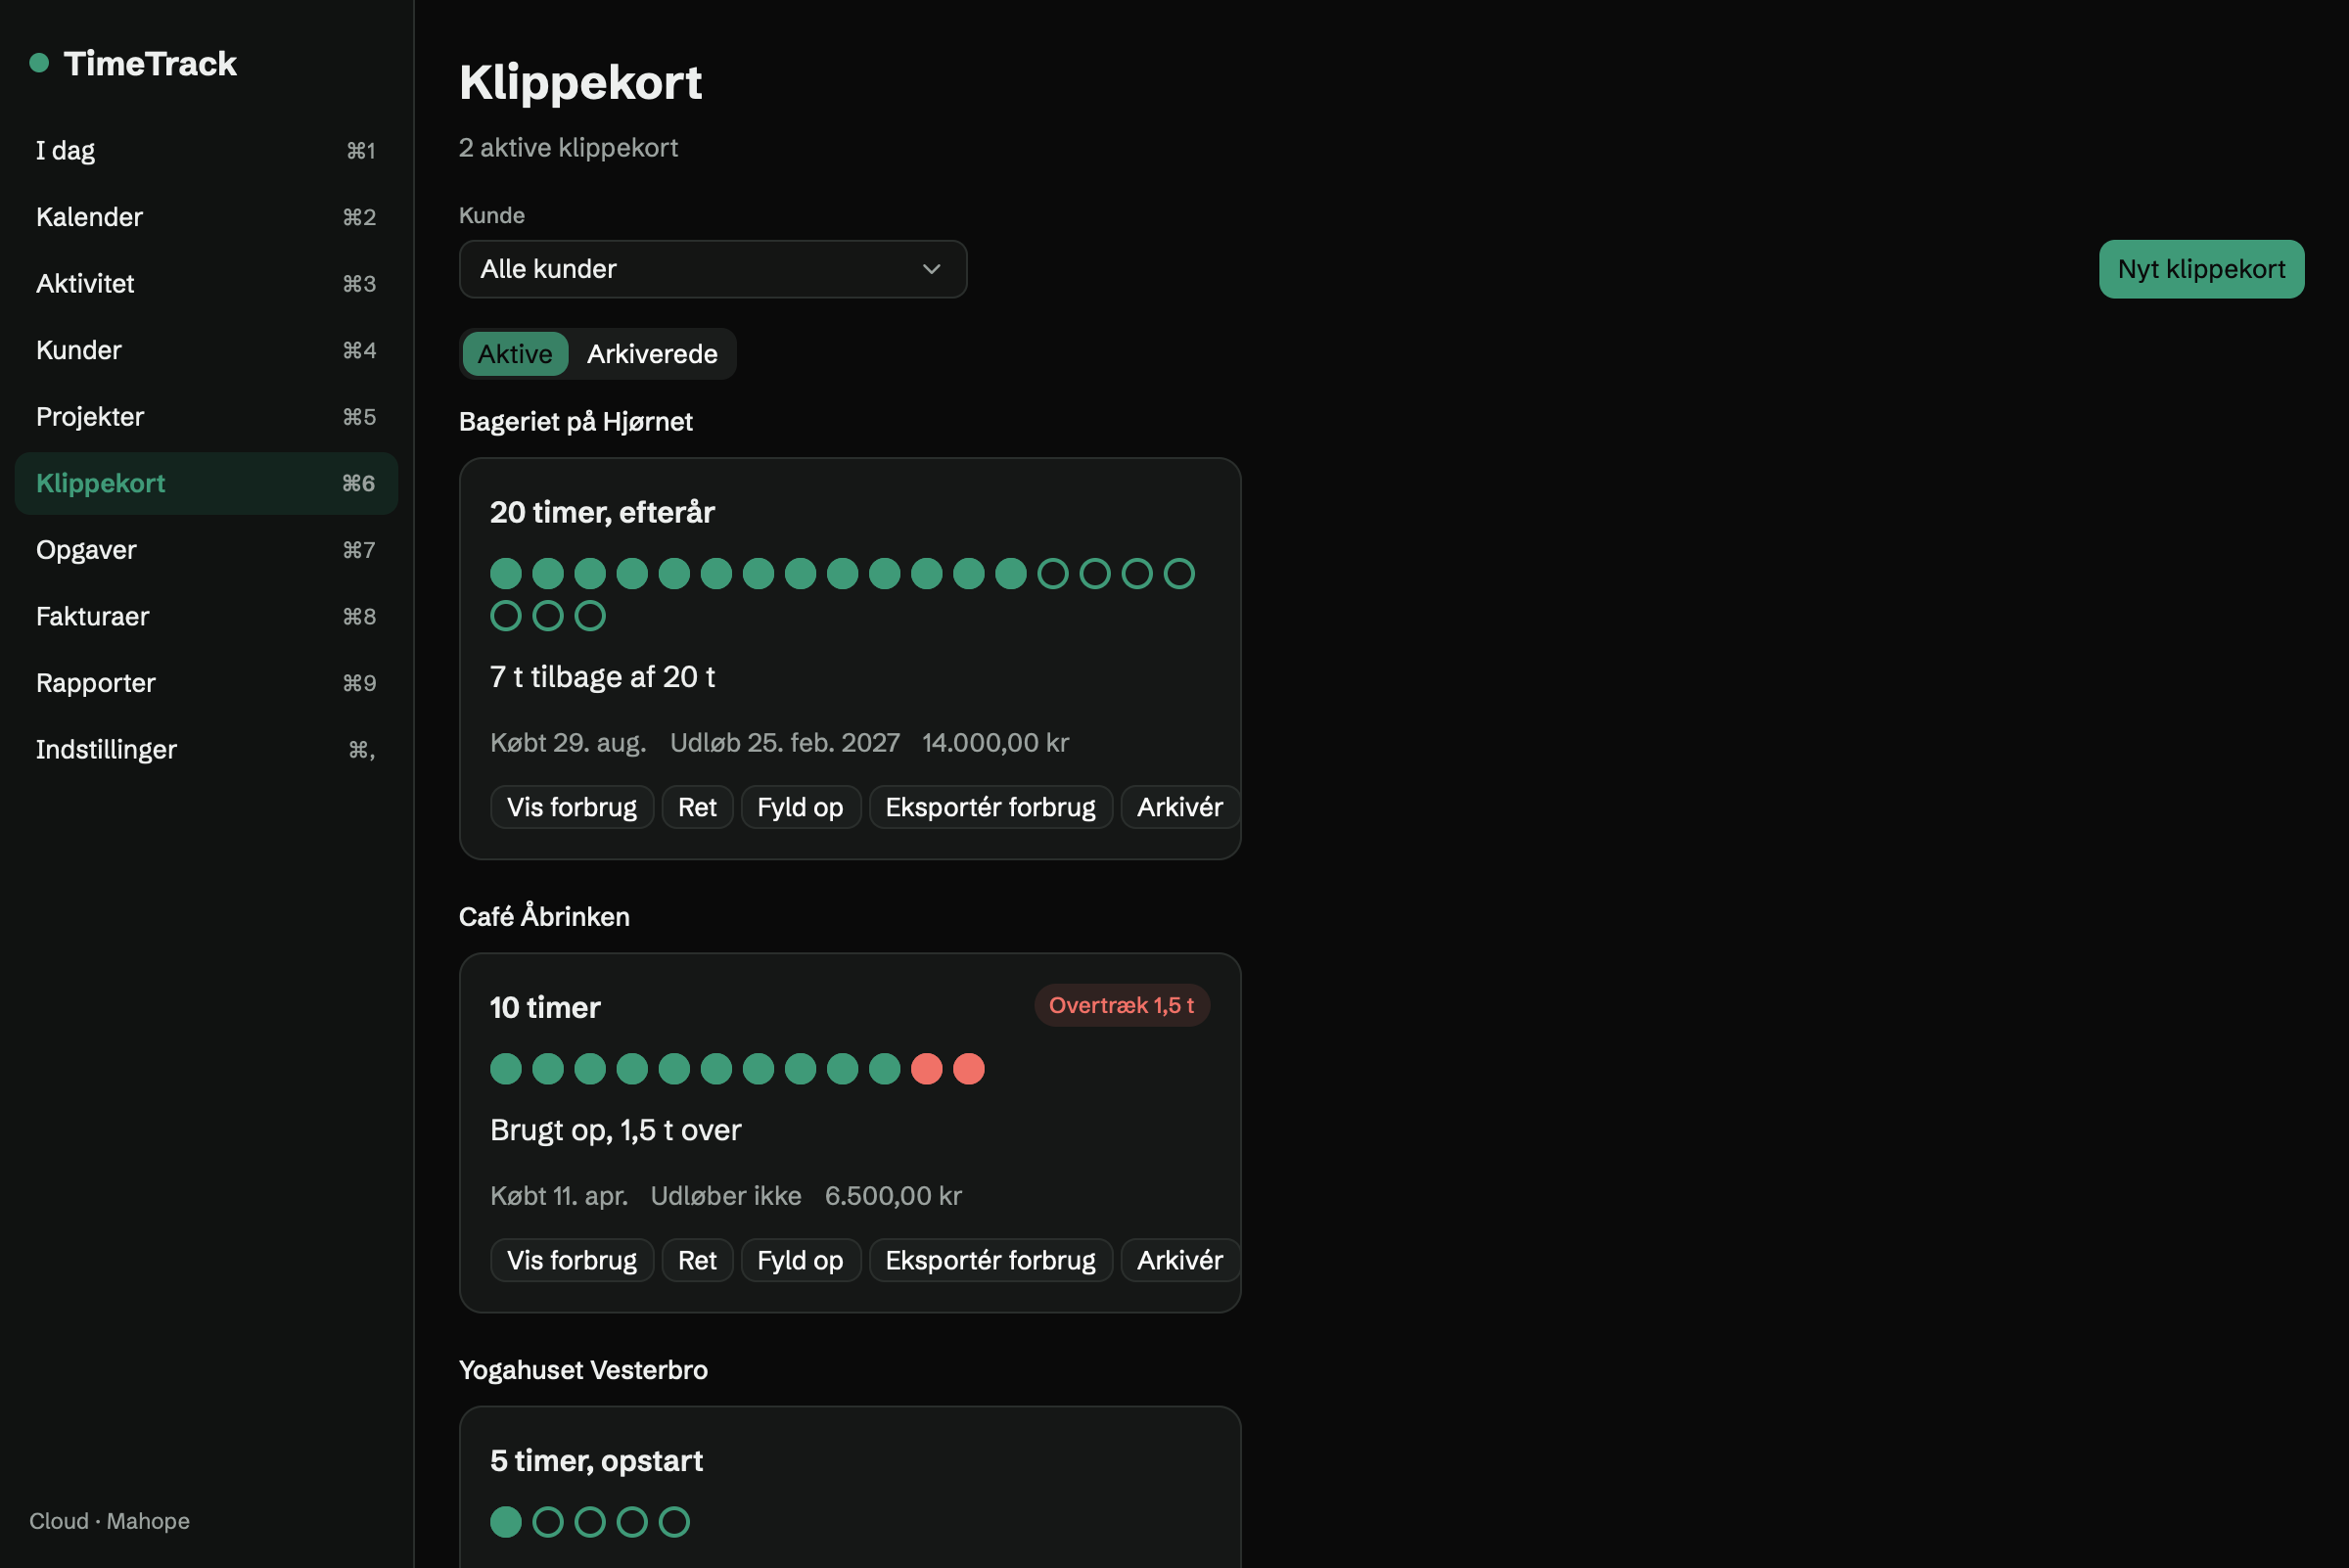 TimeTrack
I dag ⌘1
Kalender ⌘2
Aktivitet ⌘3
Kunder ⌘4
Projekter ⌘5
Klippekort ⌘6
Opgaver ⌘7
Fakturaer ⌘8
Rapporter ⌘9
Indstillinger ⌘,
Cloud · Mahope
Klippekort
2 aktive klippekort
Kunde
Alle kunder
Nyt klippekort
Aktive Arkiverede
Bageriet på Hjørnet
20 timer, efterår
7 t tilbage af 20 t
Købt 29. aug. Udløb 25. feb. 2027 14.000,00 kr
Vis forbrug Ret Fyld op Eksportér forbrug Arkivér
Café Åbrinken
10 timer Overtræk 1,5 t
Brugt op, 1,5 t over
Købt 11. apr. Udløber ikke 6.500,00 kr
Vis forbrug Ret Fyld op Eksportér forbrug Arkivér
Yogahuset Vesterbro
5 timer, opstart